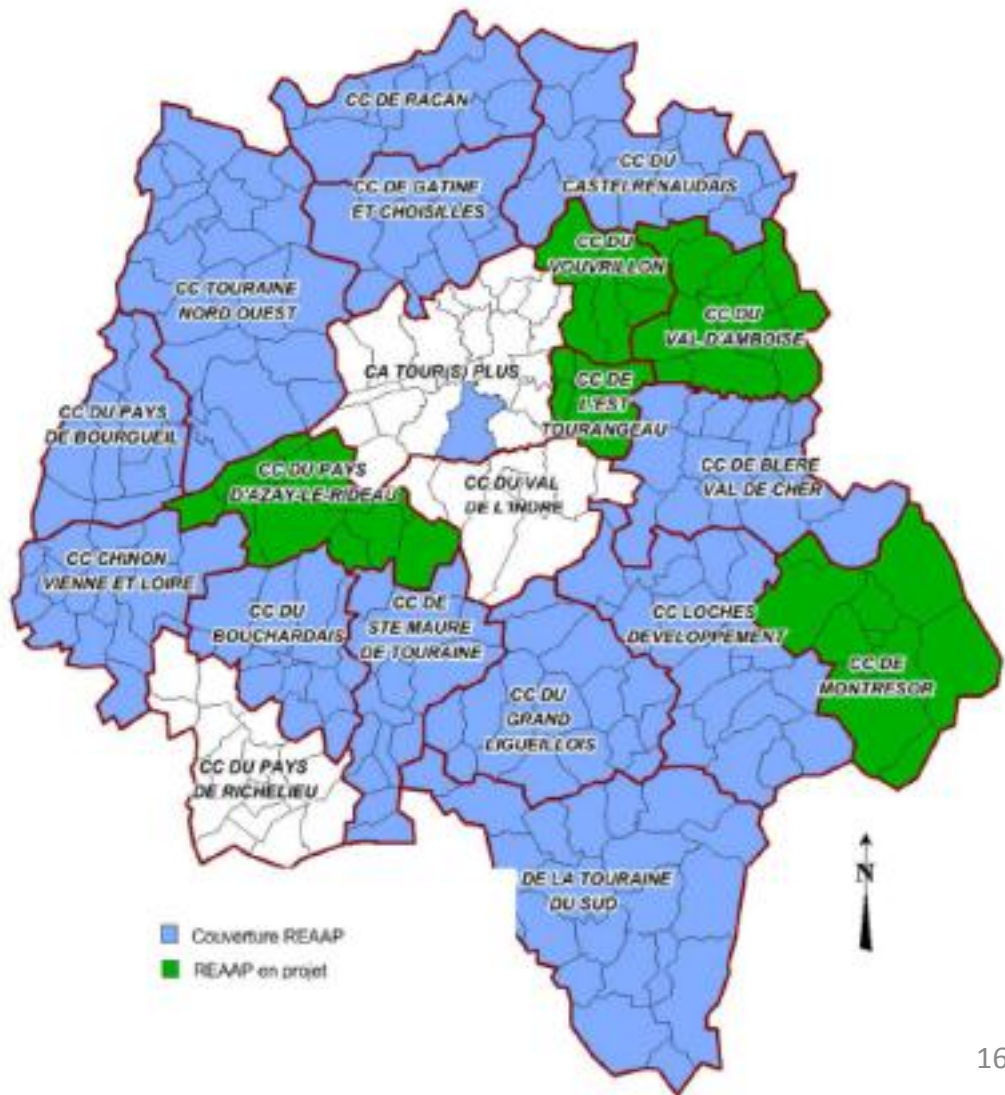 CC DE RACAN
CC DU
CASTELRENAUDAIS
CC DE GATINE
ET CHOISILLES
CC DU
VOUVRILLON
CC TOURAINE
NORD OUEST
CC DU
VAL D'AMBOISE
CA TOUR(S) PLUS
CC DE
L'EST
TOURANGEAU
CC DU PAYS
DE BOURGUEIL
CC DU PAYS
D'AZAY-LE-RIDEAU
CC DU VAL
DE L'INDRE
CC DE BLERE
VAL DE CHER
CC CHINON
VIENNE ET LOIRE
CC DU
BOUCHARDAIS
CC DE
STE MAURE
DE TOURAINE
CC LOCHES
DEVELOPPEMENT
CC DE
MONTRESOR
CC DU
GRAND
LIGUEILLOIS
CC DU PAYS
DE RICHELIEU
DE LA TOURAINE
DU SUD
N
Couverture REAAP
REAAP en projet
16